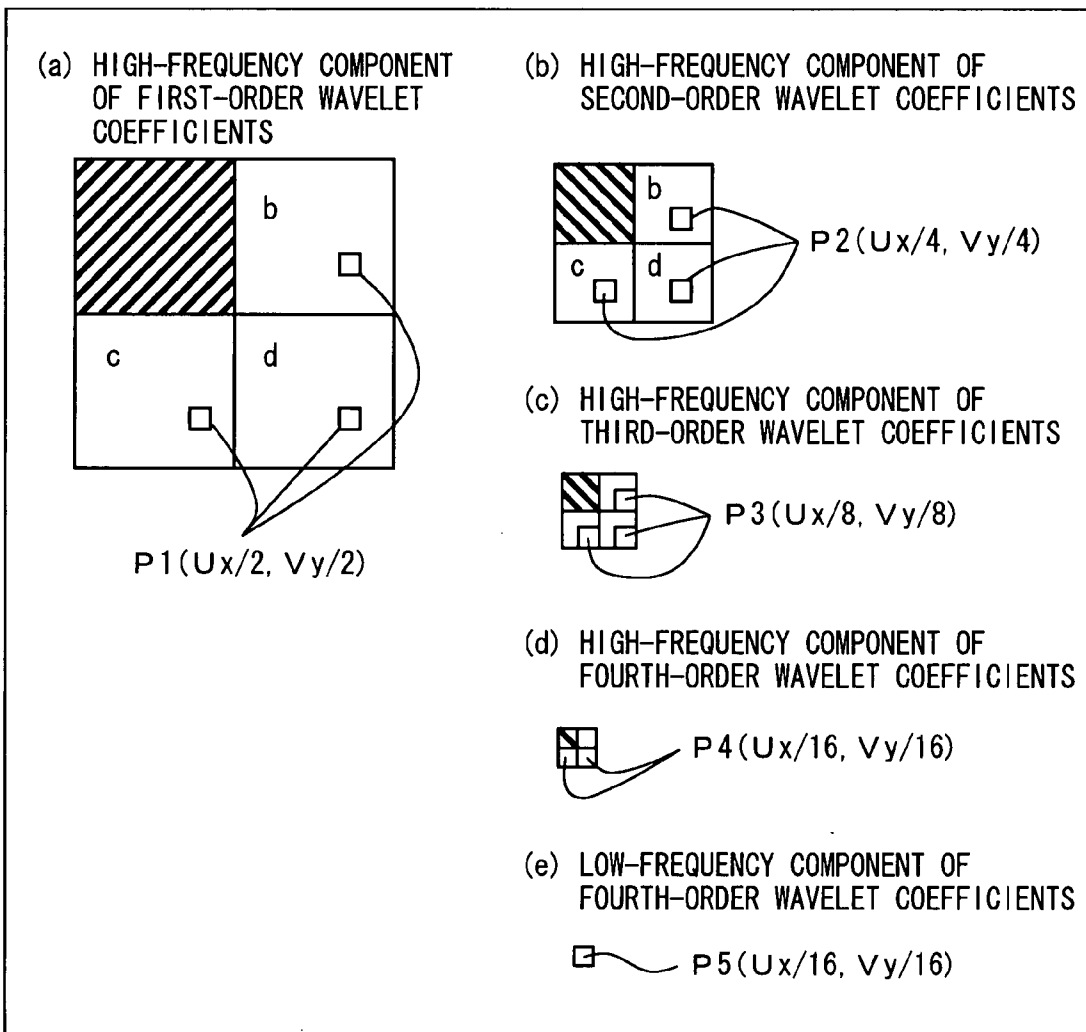 (a) HIGH-FREQUENCY COMPONENT
OF FIRST-ORDER WAVELET
COEFFICIENTS
b
c
d
P1(Ux/2, Vy/2)
(b) HIGH-FREQUENCY COMPONENT OF
SECOND-ORDER WAVELET COEFFICIENTS
b
c
d
P2(Ux/4, Vy/4)
(c) HIGH-FREQUENCY COMPONENT OF
THIRD-ORDER WAVELET COEFFICIENTS
P3(Ux/8, Vy/8)
(d) HIGH-FREQUENCY COMPONENT OF
FOURTH-ORDER WAVELET COEFFICIENTS
P4(Ux/16, Vy/16)
(e) LOW-FREQUENCY COMPONENT OF
FOURTH-ORDER WAVELET COEFFICIENTS
P5(Ux/16, Vy/16)